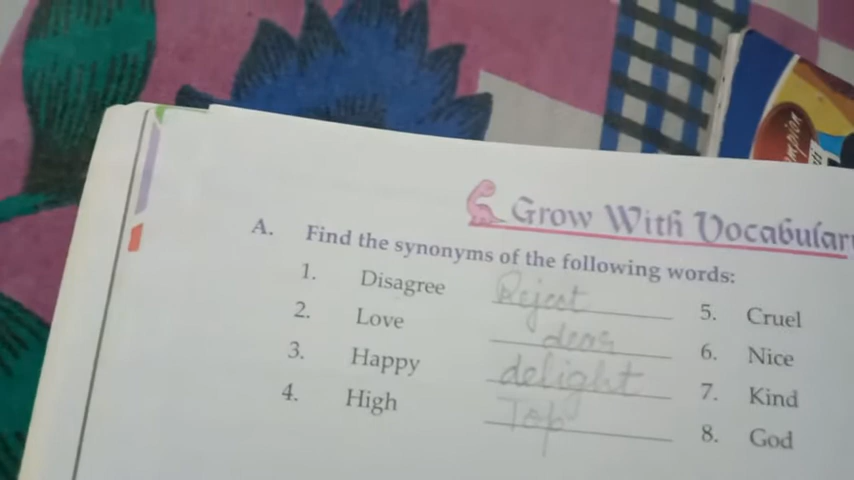 Grow With Vocabular
A. Find the synonyms of the following words:
1. Disagree Reject
2. Love dear
3. Happy delight
4. High Top
5. Cruel
6. Nice
7. Kind
8. God